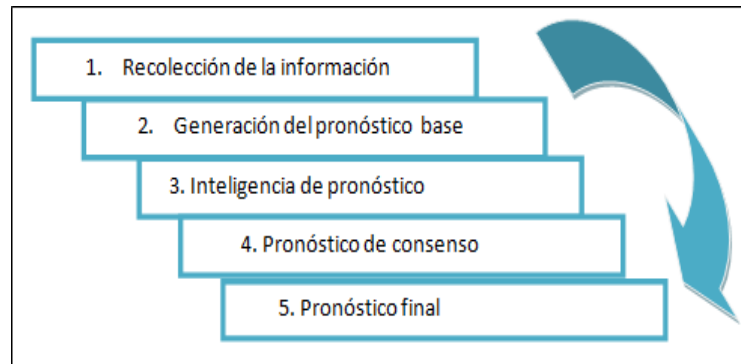 1. Recolección de la información
2. Generación del pronóstico base
3. Inteligencia de pronóstico
4. Pronóstico de consenso
5. Pronóstico final